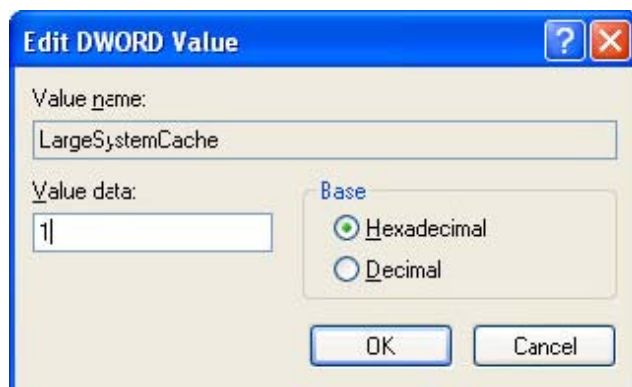 Edit DWORD Value
?
Value name:
LargeSystemCache
Value data:
1
Base
Hexadecimal
Decimal
OK
Cancel